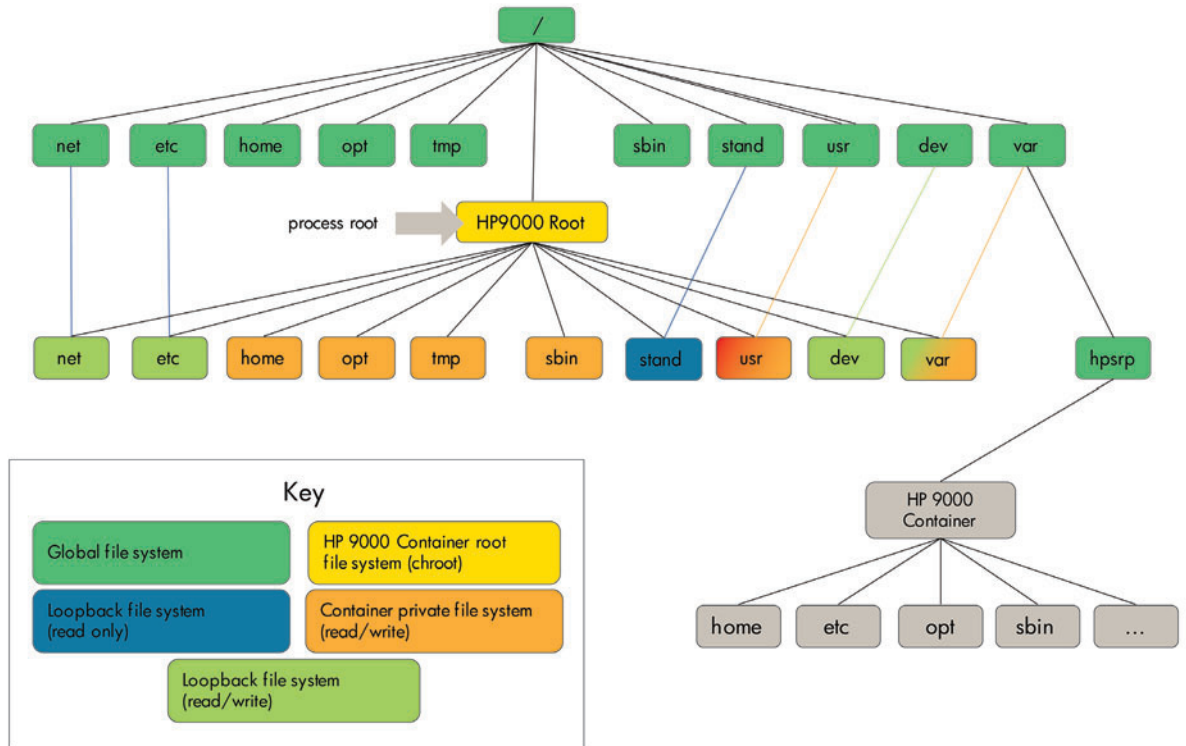 /
net
etc
home
opt
tmp
sbin
stand
usr
dev
var
process root
HP9000 Root
net
etc
home
opt
tmp
sbin
stand
usr
dev
var
hpsrp
Key
Global file system
HP 9000 Container root
file system (chroot)
Loopback file system
(read only)
Container private file system
(read/write)
Loopback file system
(read/write)
HP 9000
Container
home
etc
opt
sbin
...